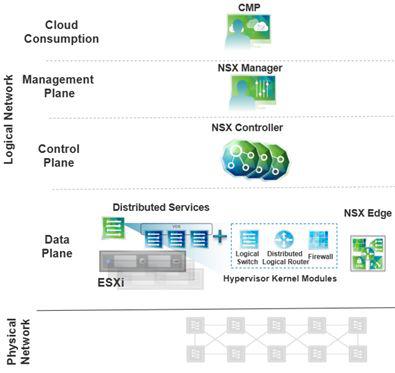 CMP
Cloud
Consumption
NSX Manager
Management
Plane
Logical Network
NSX Controller
Control
Plane
Distributed Services
NSX Edge
VDS
Data
Plane
Logical
Switch
Distributed
Logical Router
Firewall
ESXi
Hypervisor Kernel Modules
Physical
Network